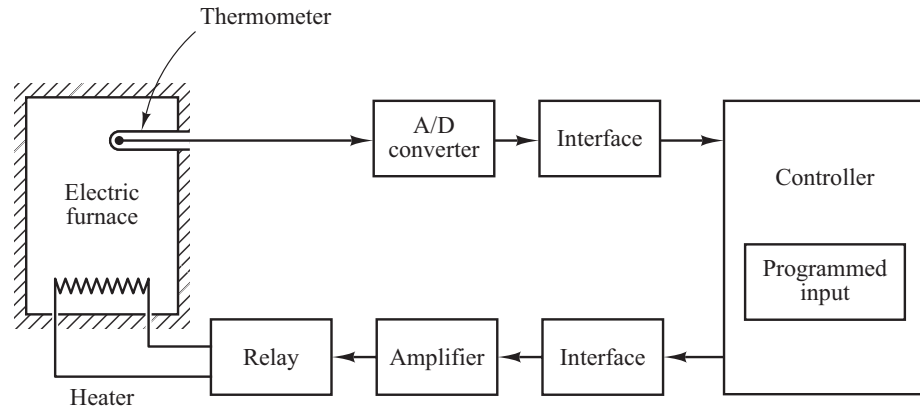 Thermometer
A/D
converter
Interface
Controller
Electric
furnace
Programmed
input
Relay
Amplifier
Interface
Heater